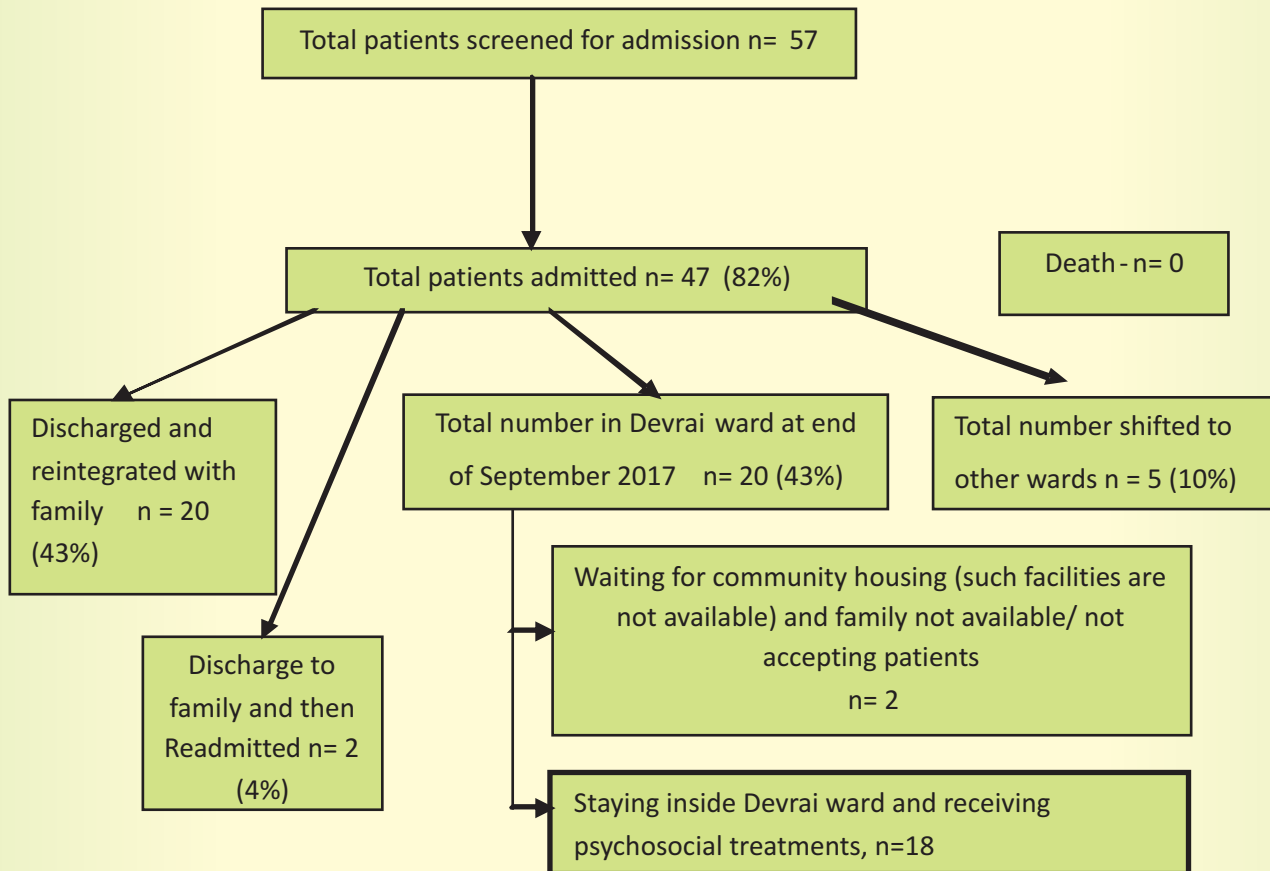 Total patients screened for admission n= 57
Total patients admitted n= 47 (82%)
Death - n= 0
Discharged and
reintegrated with
family n = 20
(43%)
Discharge to
family and then
Readmitted n= 2
(4%)
Total number in Devrai ward at end
of September 2017 n= 20 (43%)
Total number shifted to
other wards n = 5 (10%)
Waiting for community housing (such facilities are
not available) and family not available/ not
accepting patients
n= 2
Staying inside Devrai ward and receiving
psychosocial treatments, n=18